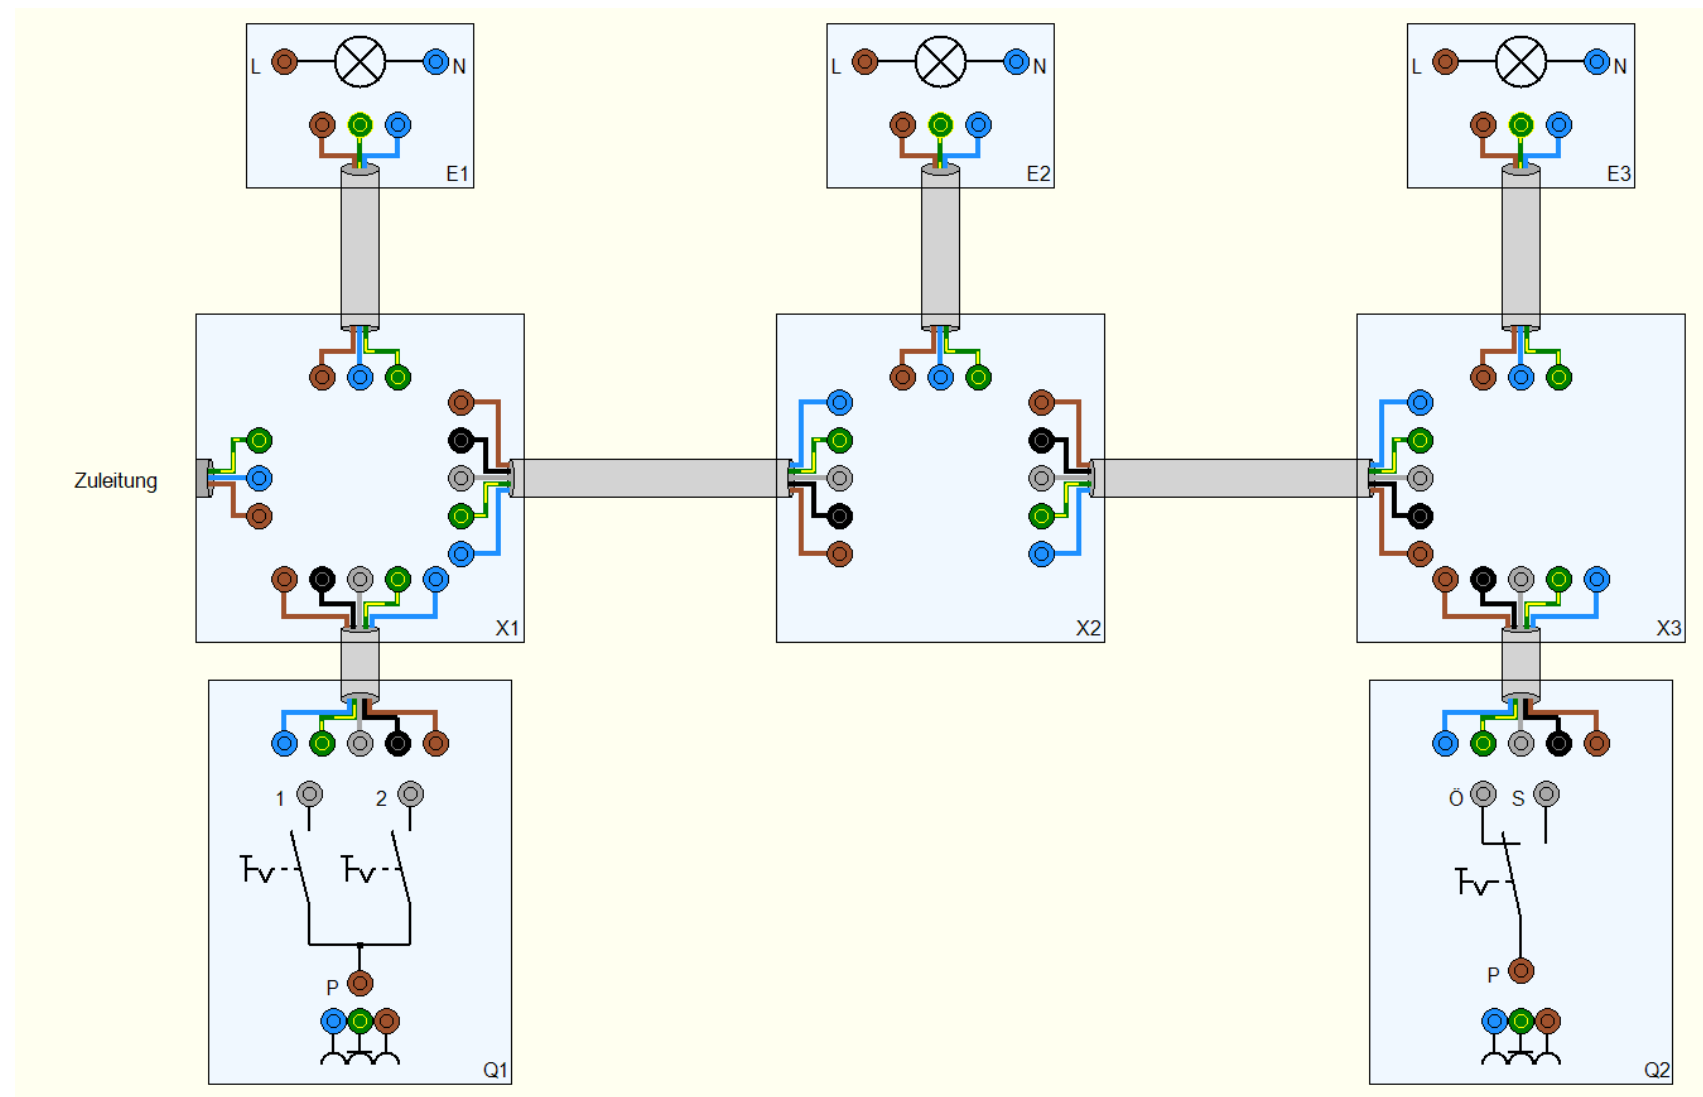 L N L N L N
E1 E2 E3
Zuleitung
X1 X2 X3
1 2 Ö S
P P
Q1 Q2